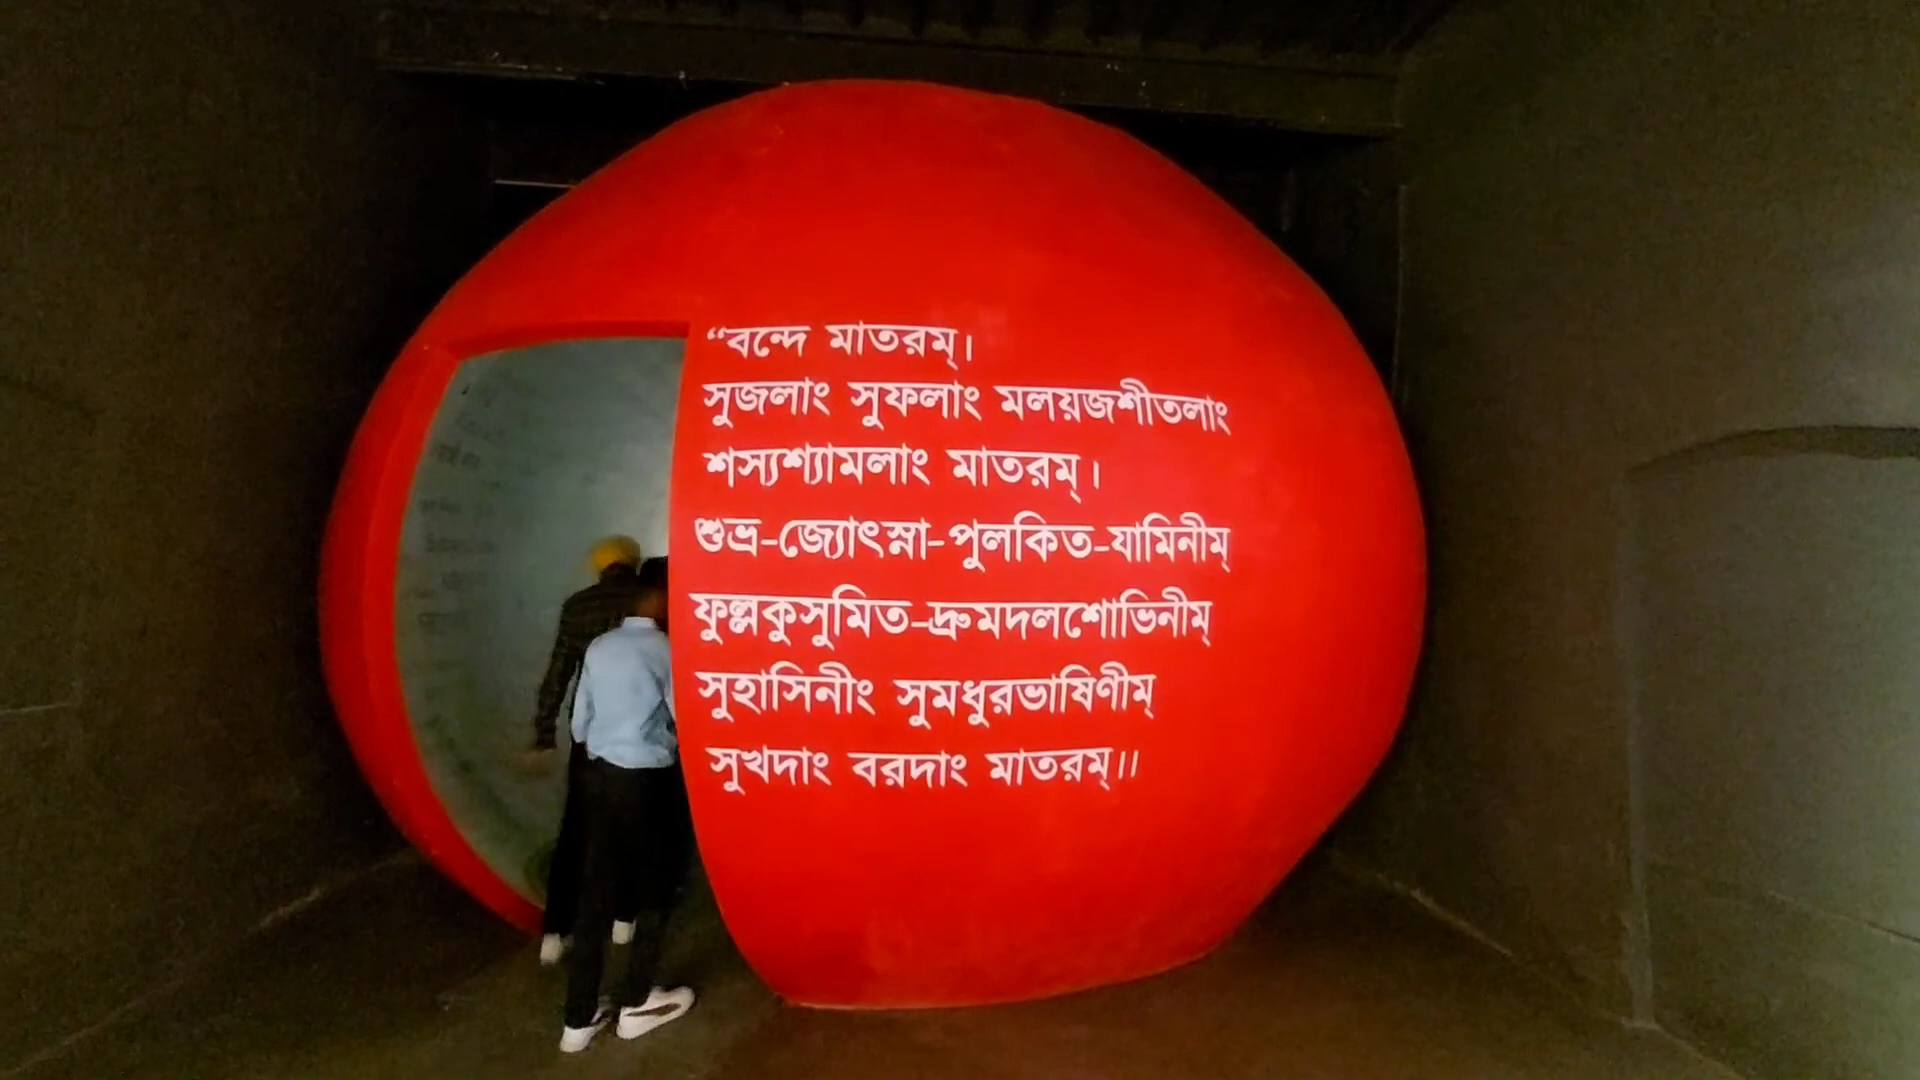 “বন্দে মাতরম্।
সুজলাং সুফলাং মলয়জশীতলাং
শস্যশ্যামলাং মাতরম্।
শুভ্র-জ্যোৎস্না-পুলকিত-যামিনীম্
ফুল্লকুসুমিত-দ্রুমদলশোভিনীম্
সুহাসিনীং সুমধুরভাষিণীম্
সুখদাং বরদাং মাতরম্।।